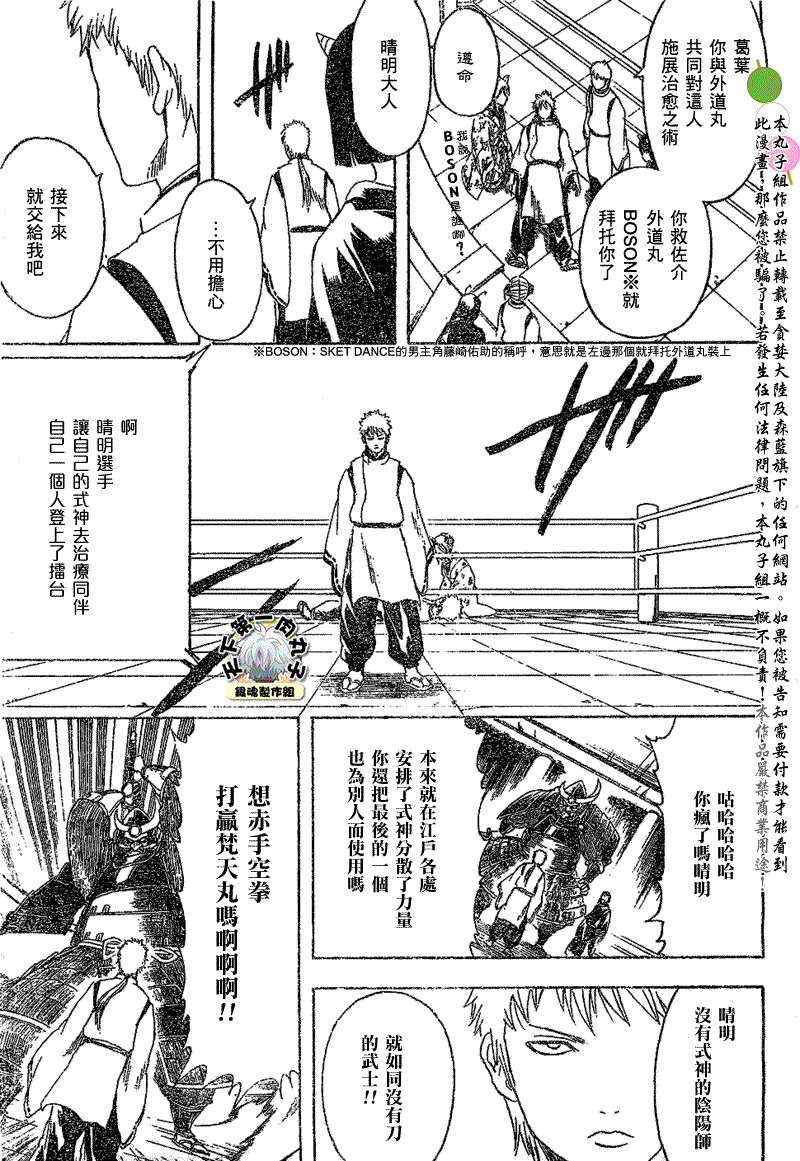 葛葉
你與外道丸
共同對這人
施展治愈之術
你救佐介
外道丸
BOSON※就
拜托你了
遵命
我說
BOSON是誰啊?
晴明大人
…不用擔心
接下來
就交給我吧
※BOSON：SKET DANCE的男主角藤崎佑助的稱呼，意思就是左邊那個就拜托外道丸裝上
啊
晴明選手
讓自己的式神去治療同伴
自己一個人登上了擂台
天下第一肉丸子
銀魂製作組
咕哈哈哈哈
你瘋了嗎晴明
本來就在江戶各處
安排了式神分散了力量
你還把最後的一個
也為別人而使用嗎
想赤手空拳
打贏梵天丸嗎啊啊啊!!
晴明
沒有式神的陰陽師
就如同沒有刀
的武士!!
本丸子組作品禁止轉載至貪婪大陸及森藍旗下的任何網站。如果您被告知需要付款才能看到
此漫畫，那麼您被騙了！若發生任何法律問題，本丸子組一概不負責！本作品嚴禁商業用途！